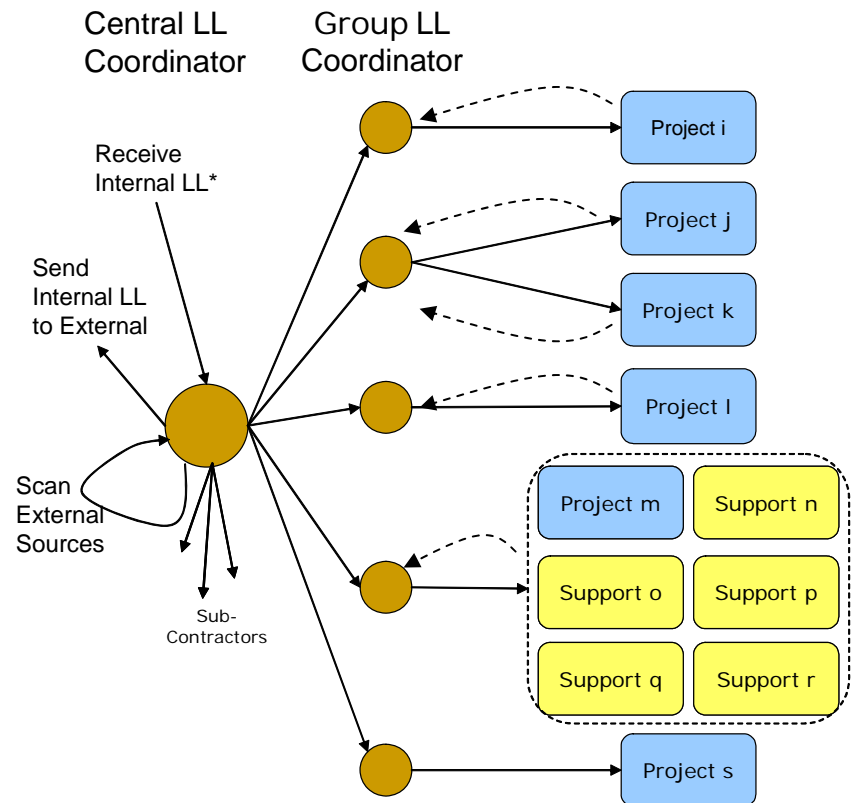 Central LL
Coordinator
Group LL
Coordinator
Receive
Internal LL*
Send
Internal LL
to External
Scan
External
Sources
Sub-
Contractors
Project i
Project j
Project k
Project l
Project m
Support n
Support o
Support p
Support q
Support r
Project s